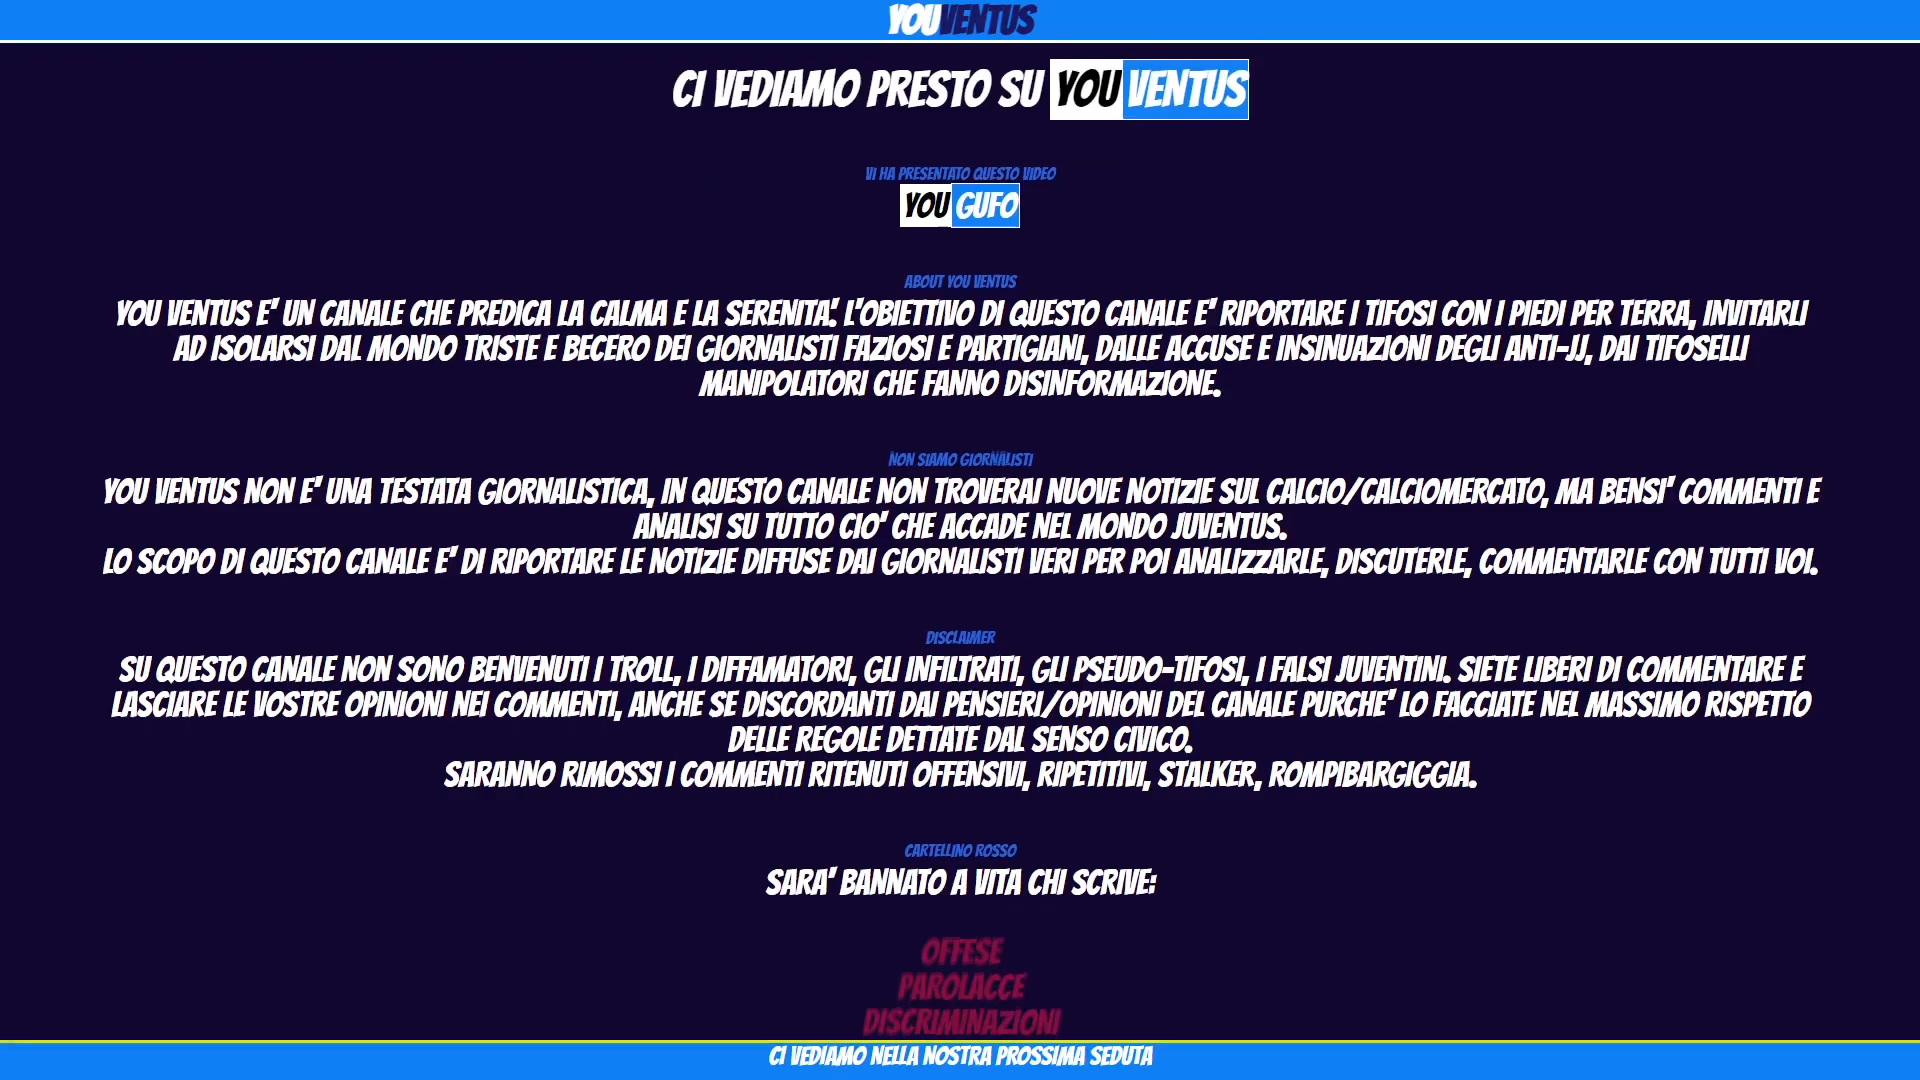 YOUVENTUS
CI VEDIAMO PRESTO SU YOU VENTUS
VI HA PRESENTATO QUESTO VIDEO
YOU GUFO
ABOUT YOU VENTUS
YOU VENTUS E' UN CANALE CHE PREDICA LA CALMA E LA SERENITA'. L'OBIETTIVO DI QUESTO CANALE E' RIPORTARE I TIFOSI CON I PIEDI PER TERRA, INVITARLI
AD ISOLARSI DAL MONDO TRISTE E BECERO DEI GIORNALISTI FAZIOSI E PARTIGIANI, DALLE ACCUSE E INSINUAZIONI DEGLI ANTI-JJ, DAI TIFOSELLI
MANIPOLATORI CHE FANNO DISINFORMAZIONE.
NON SIAMO GIORNALISTI
YOU VENTUS NON E' UNA TESTATA GIORNALISTICA, IN QUESTO CANALE NON TROVERAI NUOVE NOTIZIE SUL CALCIO/CALCIOMERCATO, MA BENSI' COMMENTI E
ANALISI SU TUTTO CIO' CHE ACCADE NEL MONDO JUVENTUS.
LO SCOPO DI QUESTO CANALE E' DI RIPORTARE LE NOTIZIE DIFFUSE DAI GIORNALISTI VERI PER POI ANALIZZARLE, DISCUTERLE, COMMENTARLE CON TUTTI VOI.
DISCLAIMER
SU QUESTO CANALE NON SONO BENVENUTI I TROLL, I DIFFAMATORI, GLI INFILTRATI, GLI PSEUDO-TIFOSI, I FALSI JUVENTINI. SIETE LIBERI DI COMMENTARE E
LASCIARE LE VOSTRE OPINIONI NEI COMMENTI, ANCHE SE DISCORDANTI DAI PENSIERI/OPINIONI DEL CANALE PURCHE' LO FACCIATE NEL MASSIMO RISPETTO
DELLE REGOLE DETTATE DAL SENSO CIVICO.
SARANNO RIMOSSI I COMMENTI RITENUTI OFFENSIVI, RIPETITIVI, STALKER, ROMPIBARGIGGIA.
CARTELLINO ROSSO
SARA' BANNATO A VITA CHI SCRIVE:
OFFESE
PAROLACCE
DISCRIMINAZIONI
CI VEDIAMO NELLA NOSTRA PROSSIMA SEDUTA